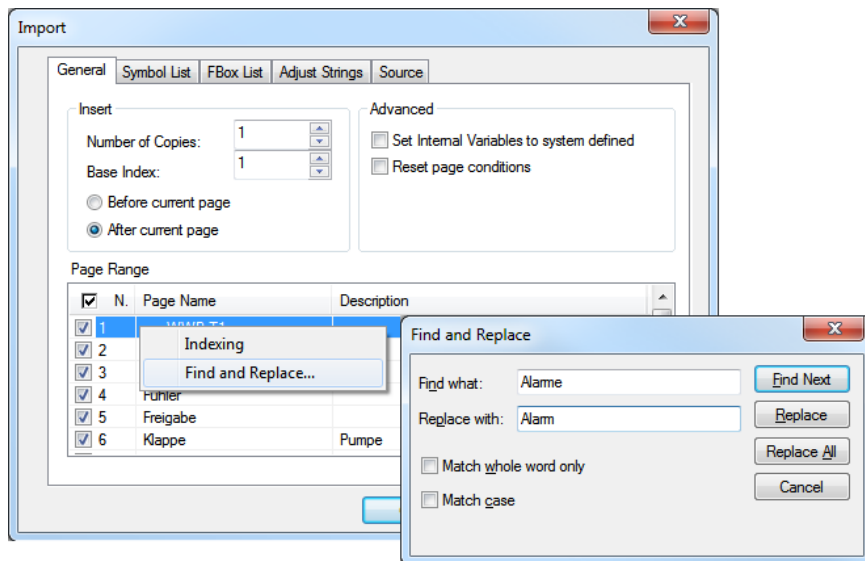 Import
General Symbol List FBox List Adjust Strings Source
Insert
Number of Copies: 1
Base Index: 1
Before current page
After current page
Advanced
Set Internal Variables to system defined
Reset page conditions
Page Range
N. Page Name Description
1
2
3
4 Fühler
5 Freigabe
6 Klappe Pumpe
Indexing
Find and Replace...
Find and Replace
Find what: Alarme Find Next
Replace with: Alarm Replace
Replace All
Match whole word only
Cancel
Match case